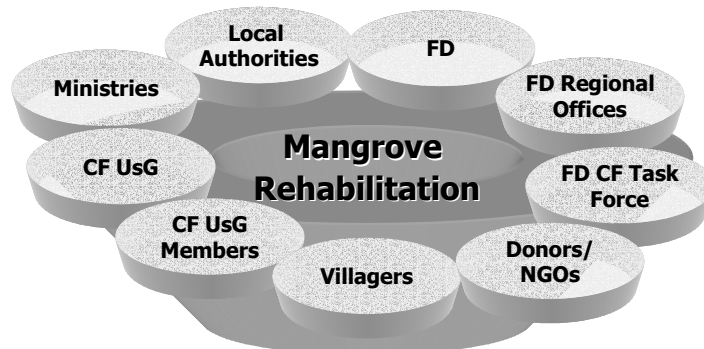 Local
Authorities
FD
Ministries
FD Regional
Offices
Mangrove
Rehabilitation
CF UsG
FD CF Task
Force
CF UsG
Members
Donors/
NGOs
Villagers